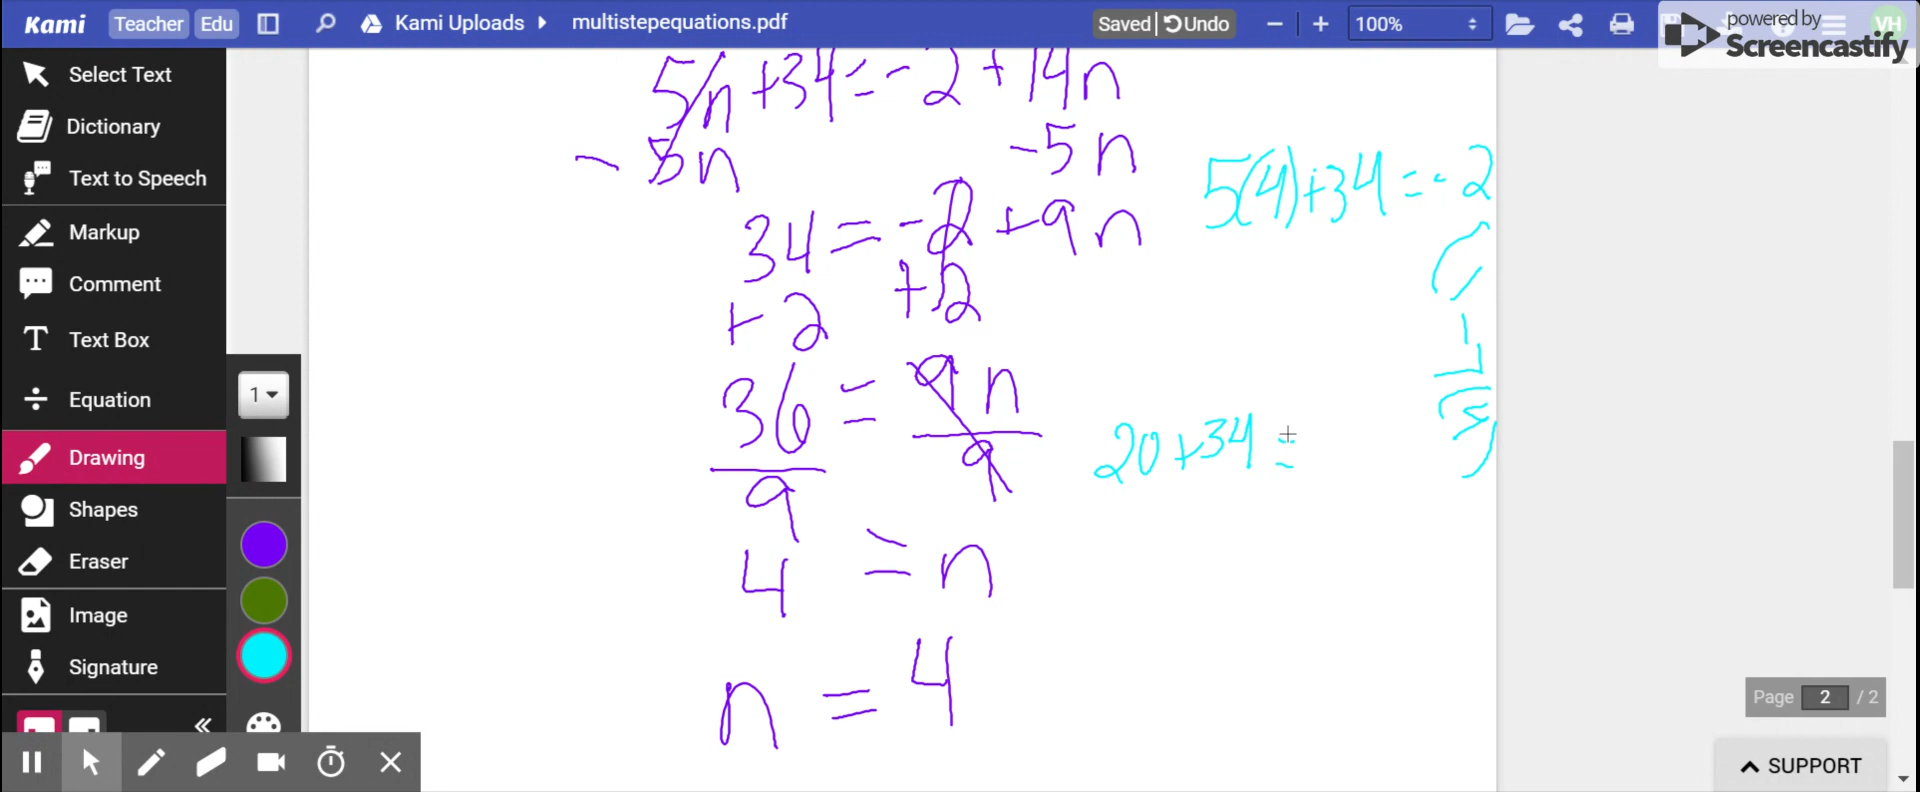 Kami Teacher Edu Kami Uploads multistepequations.pdf Saved Undo 100% VH
powered by
Screencastify
Select Text
Dictionary
Text to Speech
Markup
Comment
Text Box
Equation
Drawing
Shapes
Eraser
Image
Signature
1
5n+34=-2+14n
-5n -5n
34=-2+9n
+2 +2
36=9n
9 9
4=n
n=4
5(4)+34=-2
20+34=
Page 2 / 2
SUPPORT